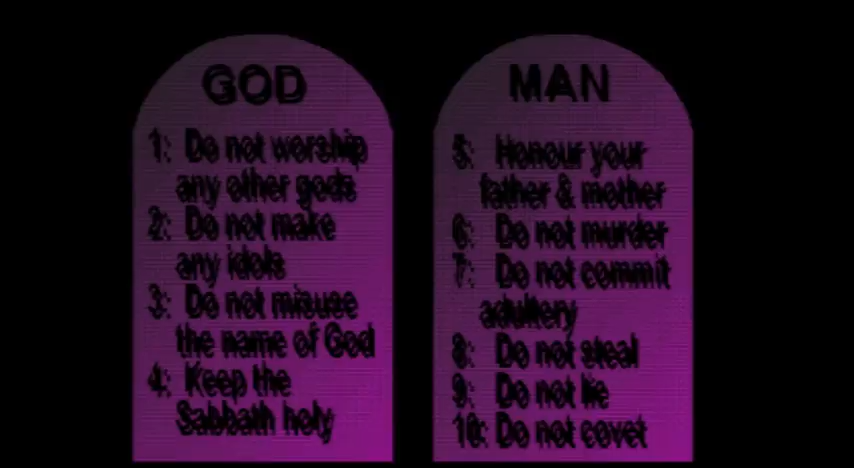 GOD
1: Do not worship
any other gods
2: Do not make
any idols
3: Do not misuse
the name of God
4: Keep the
Sabbath holy
MAN
5: Honour your
father & mother
6: Do not murder
7: Do not commit
adultery
8: Do not steal
9: Do not lie
10: Do not covet